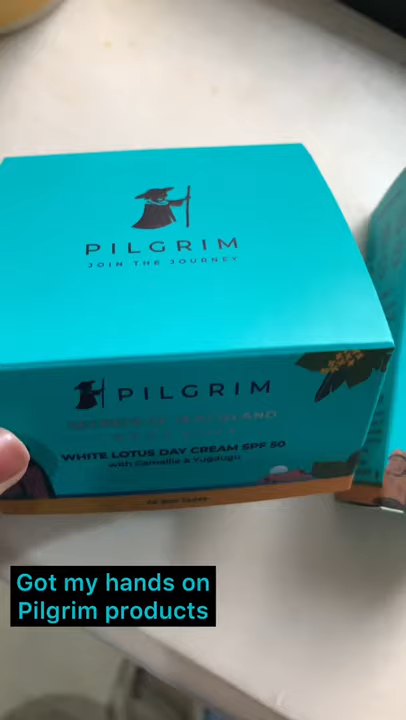 PILGRIM
JOIN THE JOURNEY
PILGRIM
WHITE LOTUS DAY CREAM SPF 50
with Camellia & Yugdugu
Got my hands on
Pilgrim products